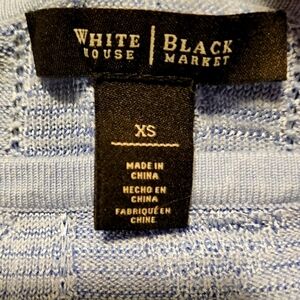 WHITE | BLACK
HOUSE | MARKET
XS
MADE IN
CHINA
HECHO EN
CHINA
FABRIQUÉ EN
CHINE